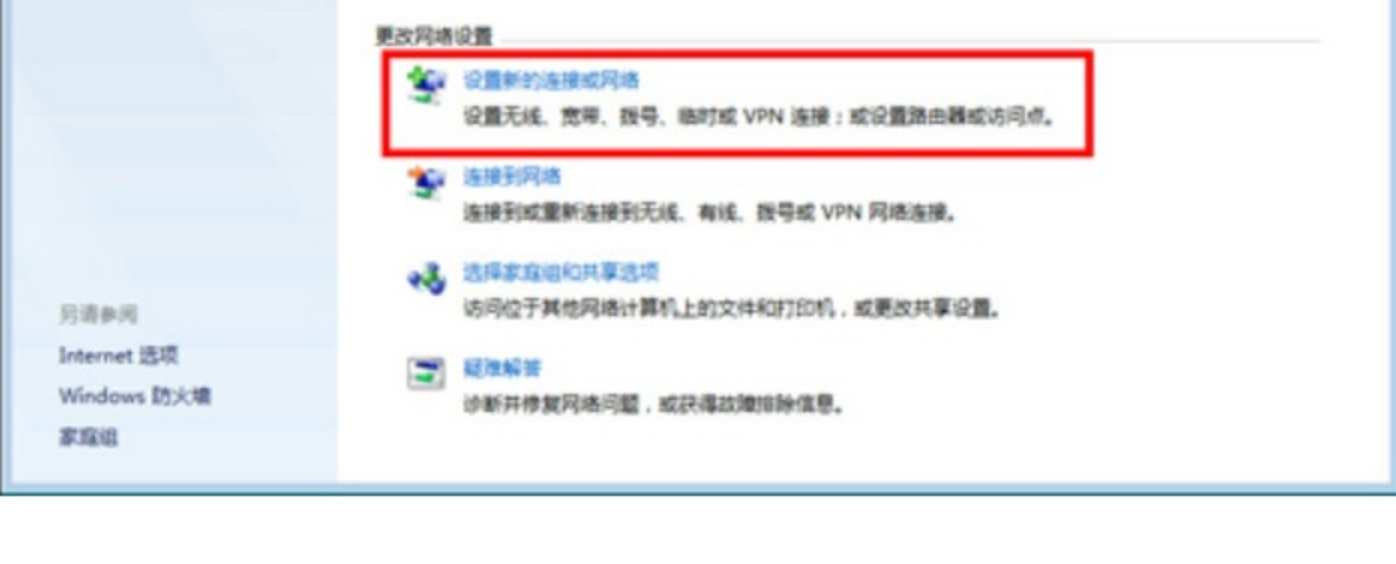 更改网络设置
设置新的连接或网络
设置无线、宽带、拨号、临时或 VPN 连接；或设置路由器或访问点。
连接到网络
连接到或重新连接到无线、有线、拨号或 VPN 网络连接。
选择家庭组和共享选项
访问位于其他网络计算机上的文件和打印机，或更改共享设置。
疑难解答
诊断并修复网络问题，或获得故障排除信息。
另请参阅
Internet 选项
Windows 防火墙
家庭组